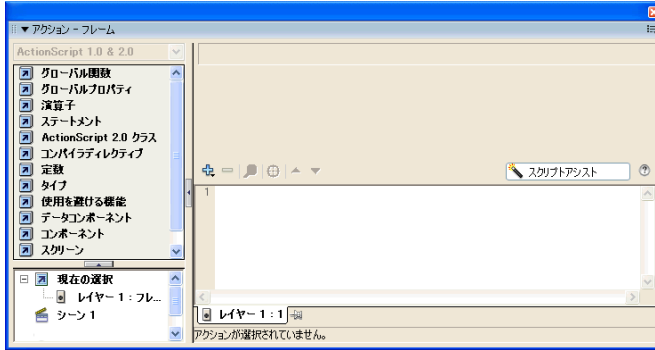 アクション - フレーム
ActionScript 1.0 & 2.0
グローバル関数
グローバルプロパティ
演算子
ステートメント
ActionScript 2.0 クラス
コンパイラディレクティブ
定数
タイプ
使用を避ける機能
データコンポーネント
コンポーネント
スクリーン
現在の選択
レイヤー 1 : フレ...
シーン 1
スクリプトアシスト
1
レイヤー 1 : 1
アクションが選択されていません。